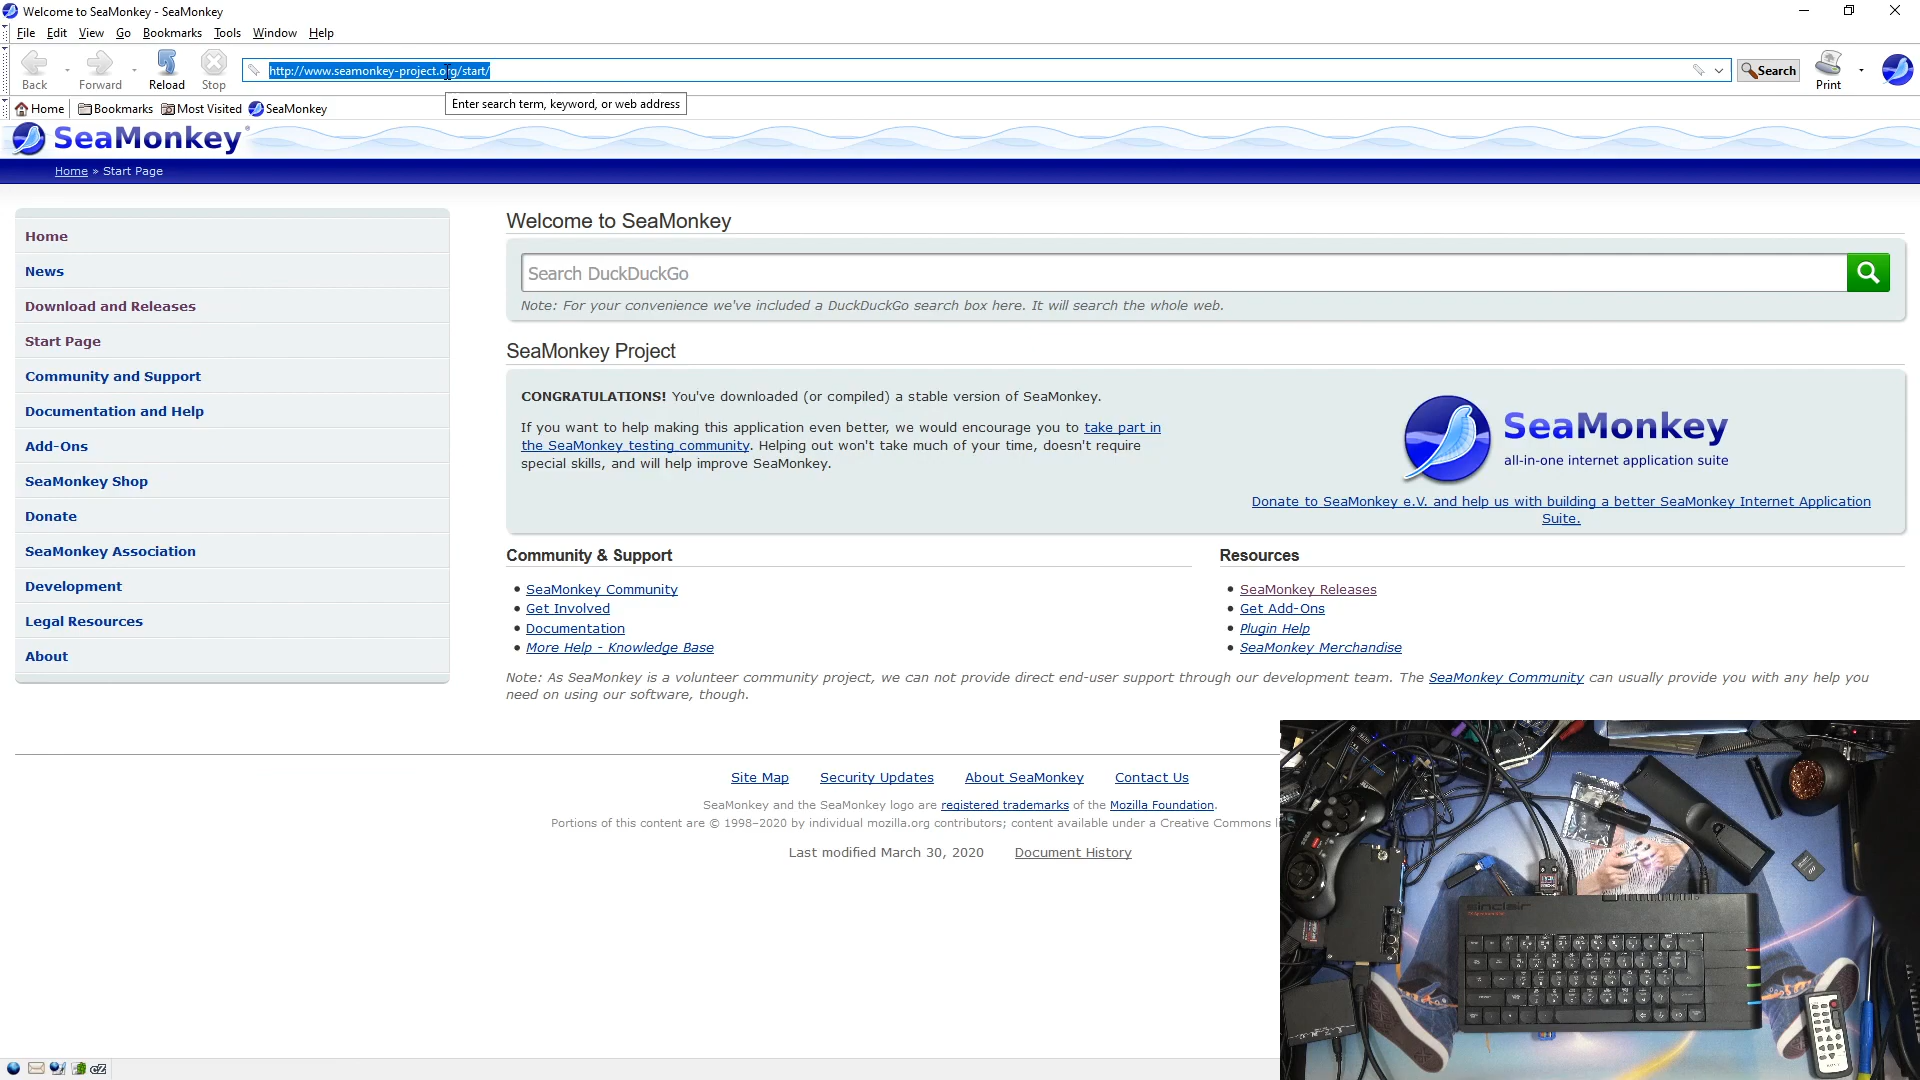 Welcome to SeaMonkey - SeaMonkey
File Edit View Go Bookmarks Tools Window Help
Back Forward Reload Stop http://www.seamonkey-project.org/start/ Search Print
Enter search term, keyword, or web address
Home Bookmarks Most Visited SeaMonkey
SeaMonkey
Home » Start Page
Home
News
Download and Releases
Start Page
Community and Support
Documentation and Help
Add-Ons
SeaMonkey Shop
Donate
SeaMonkey Association
Development
Legal Resources
About
Welcome to SeaMonkey
Search DuckDuckGo
Note: For your convenience we've included a DuckDuckGo search box here. It will search the whole web.
SeaMonkey Project
CONGRATULATIONS! You've downloaded (or compiled) a stable version of SeaMonkey.
If you want to help making this application even better, we would encourage you to take part in
the SeaMonkey testing community. Helping out won't take much of your time, doesn't require
special skills, and will help improve SeaMonkey.
SeaMonkey
all-in-one internet application suite
Donate to SeaMonkey e.V. and help us with building a better SeaMonkey Internet Application
Suite.
Community & Support
SeaMonkey Community
Get Involved
Documentation
More Help - Knowledge Base
Resources
SeaMonkey Releases
Get Add-Ons
Plugin Help
SeaMonkey Merchandise
Note: As SeaMonkey is a volunteer community project, we can not provide direct end-user support through our development team. The SeaMonkey Community can usually provide you with any help you
need on using our software, though.
Site Map Security Updates About SeaMonkey Contact Us
SeaMonkey and the SeaMonkey logo are registered trademarks of the Mozilla Foundation.
Portions of this content are © 1998–2020 by individual mozilla.org contributors; content available under a Creative Commons
Last modified March 30, 2020 Document History
cZ
sinclair